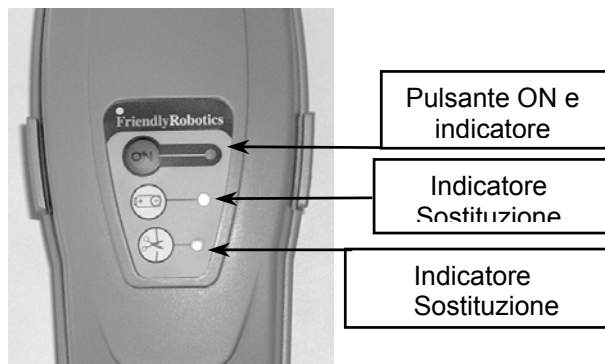 Pulsante ON e
indicatore
FriendlyRobotics
ON
Indicatore
Sostituzione
Indicatore
Sostituzione